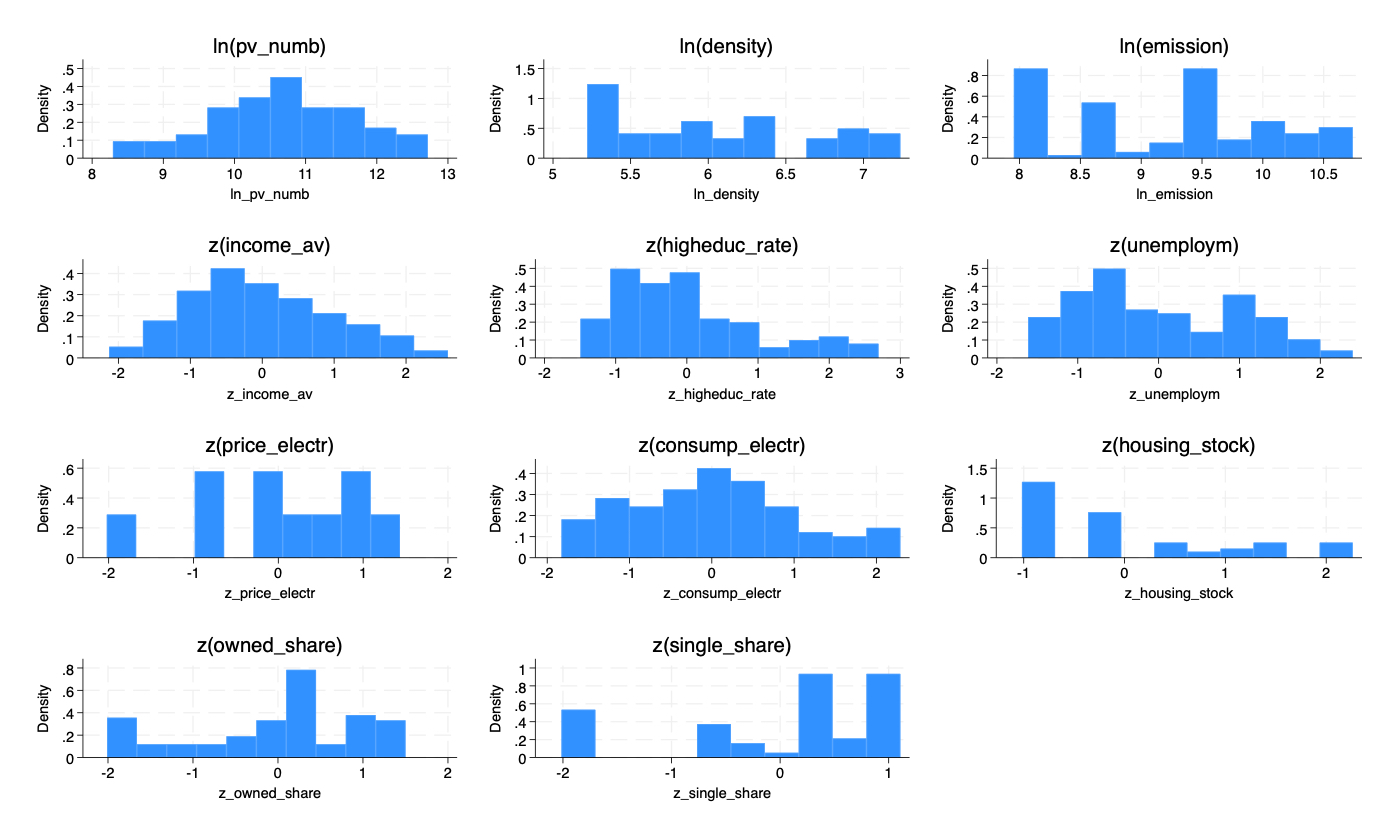 ln(pv_numb)
Density
.5
.4
.3
.2
.1
0
8 9 10 11 12 13
ln_pv_numb
ln(density)
Density
1.5
1
.5
0
5 5.5 6 6.5 7
ln_density
ln(emission)
Density
.8
.6
.4
.2
0
8 8.5 9 9.5 10 10.5
ln_emission
z(income_av)
Density
.4
.3
.2
.1
0
-2 -1 0 1 2
z_income_av
z(higheduc_rate)
Density
.5
.4
.3
.2
.1
0
-2 -1 0 1 2 3
z_higheduc_rate
z(unemploym)
Density
.5
.4
.3
.2
.1
0
-2 -1 0 1 2
z_unemploym
z(price_electr)
Density
.6
.4
.2
0
-2 -1 0 1 2
z_price_electr
z(consump_electr)
Density
.4
.3
.2
.1
0
-2 -1 0 1 2
z_consump_electr
z(housing_stock)
Density
1.5
1
.5
0
-1 0 1 2
z_housing_stock
z(owned_share)
Density
.8
.6
.4
.2
0
-2 -1 0 1 2
z_owned_share
z(single_share)
Density
1
.8
.6
.4
.2
0
-2 -1 0 1
z_single_share